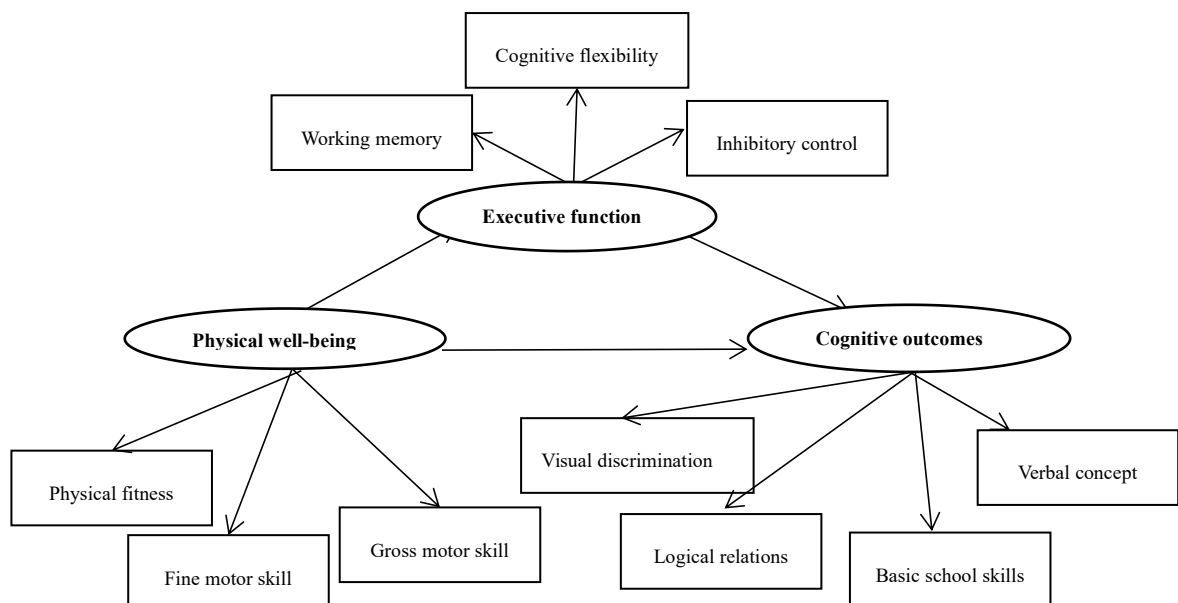 Cognitive flexibility
Working memory
Inhibitory control
Executive function
Physical well-being
Cognitive outcomes
Visual discrimination
Verbal concept
Physical fitness
Gross motor skill
Logical relations
Fine motor skill
Basic school skills